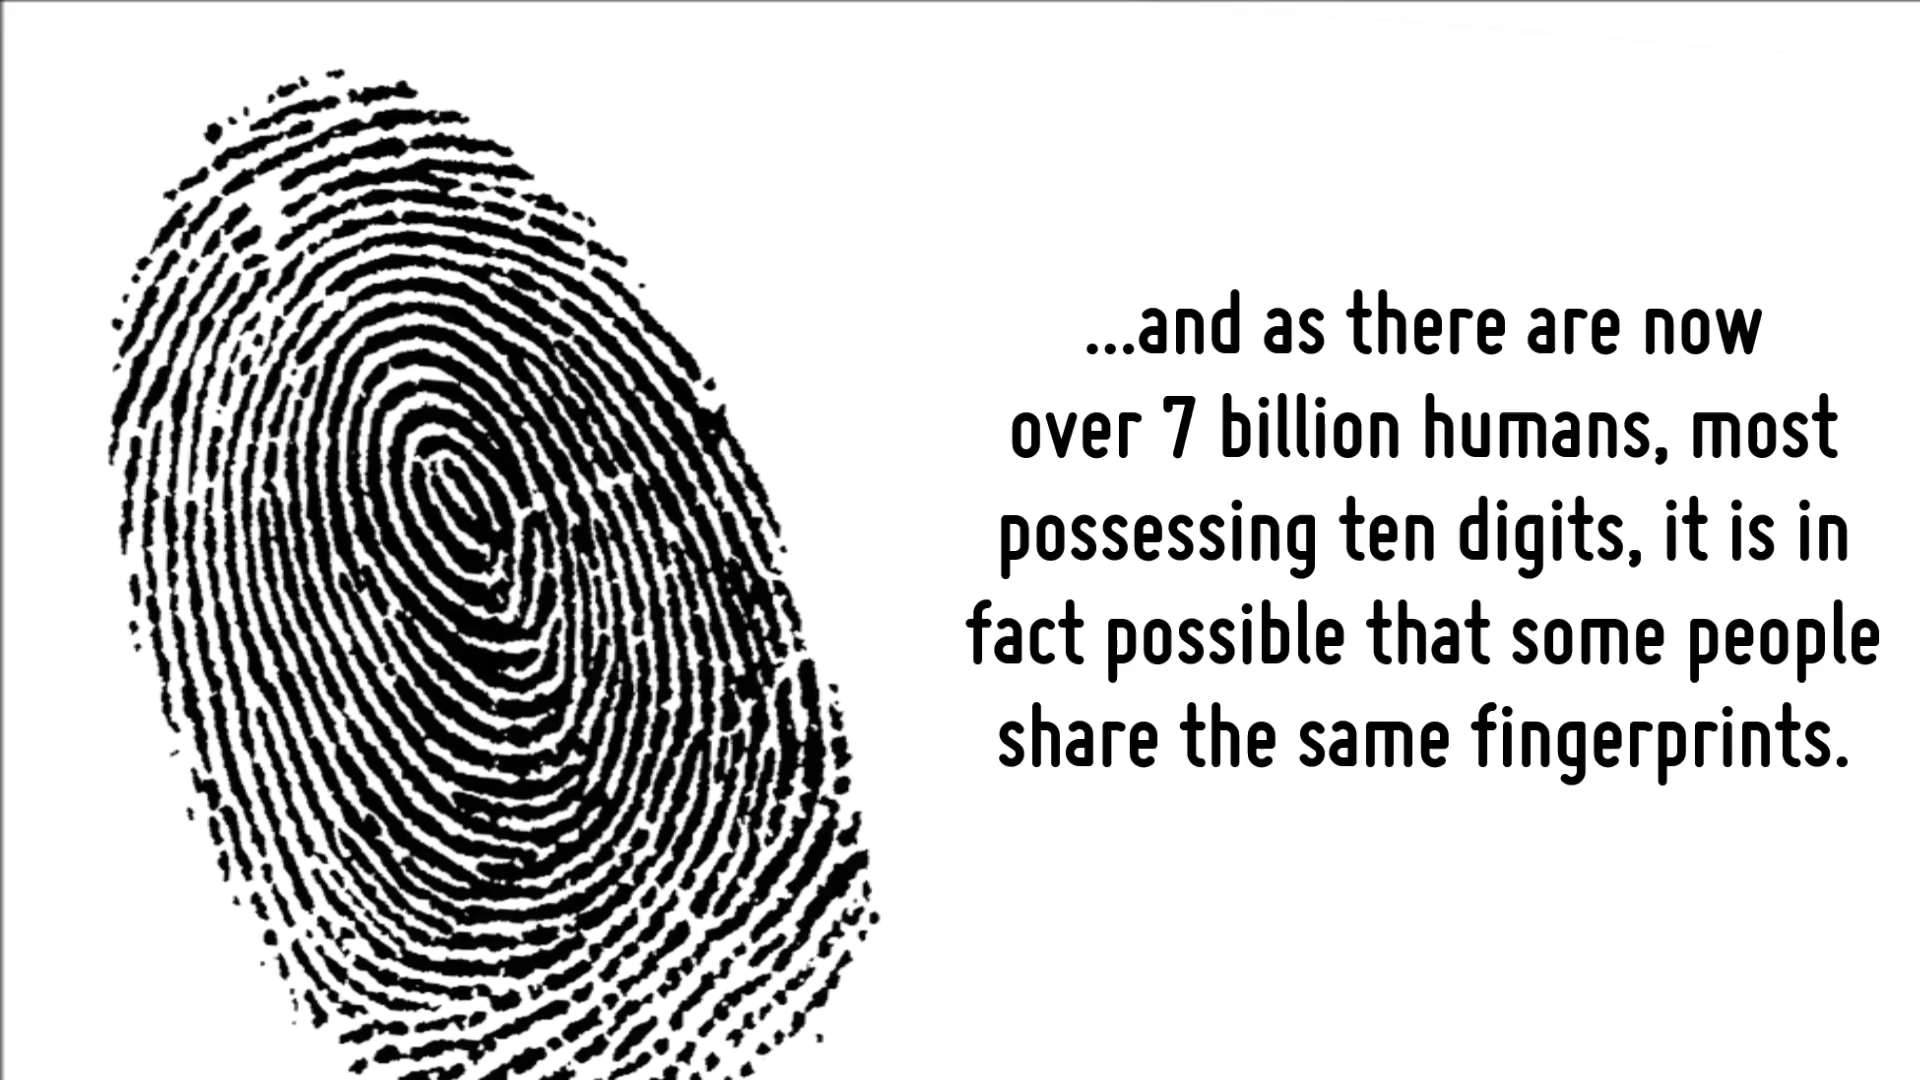 ...and as there are now
over 7 billion humans, most
possessing ten digits, it is in
fact possible that some people
share the same fingerprints.